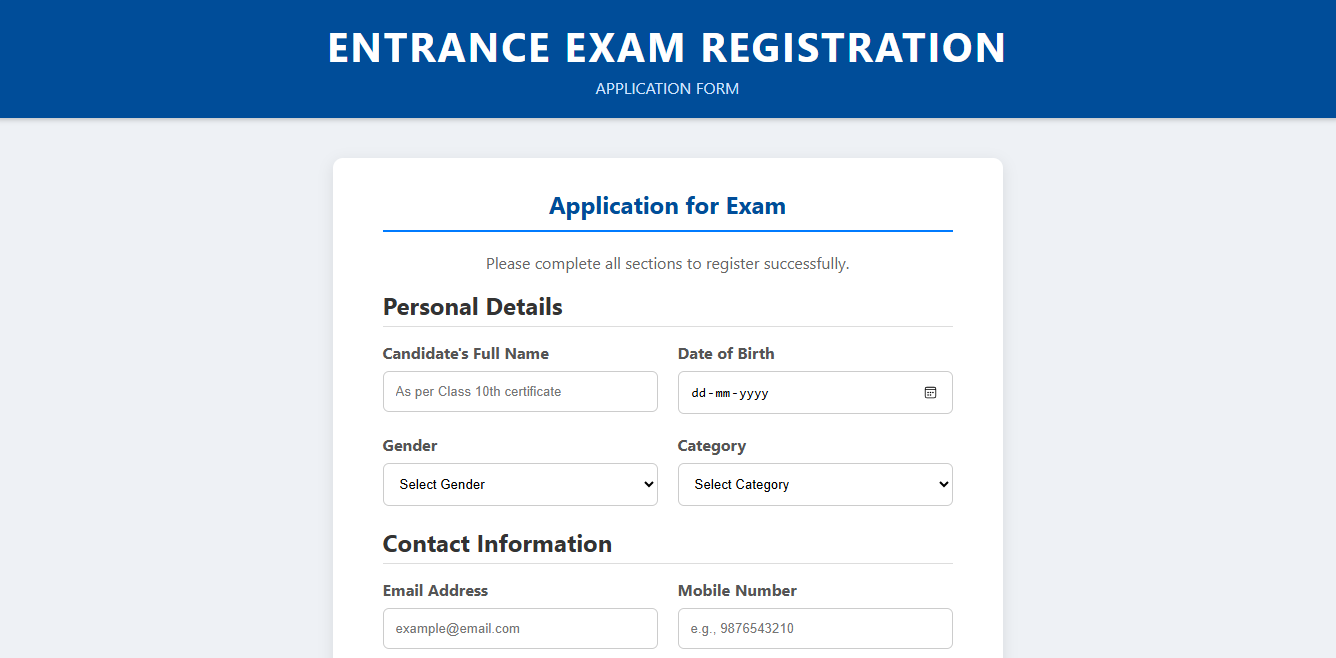 ENTRANCE EXAM REGISTRATION
APPLICATION FORM
Application for Exam
Please complete all sections to register successfully.
Personal Details
Candidate's Full Name
Date of Birth
As per Class 10th certificate
dd-mm-yyyy
Gender
Category
Select Gender
Select Category
Contact Information
Email Address
Mobile Number
example@email.com
e.g., 9876543210